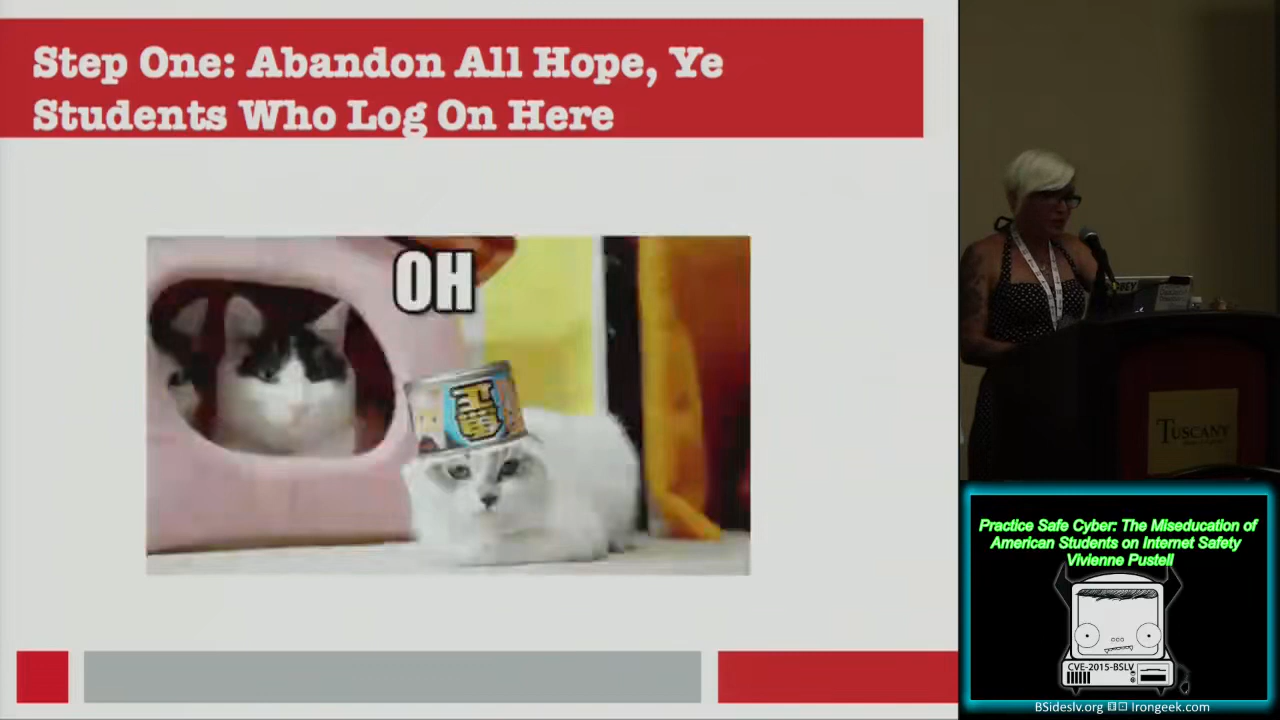 Step One: Abandon All Hope, Ye
Students Who Log On Here
OH
TUSCANY
Practice Safe Cyber: The Miseducation of
American Students on Internet Safety
Vivienne Pustell
CVE-2015-BSLV
BSideslv.org
Irongeek.com